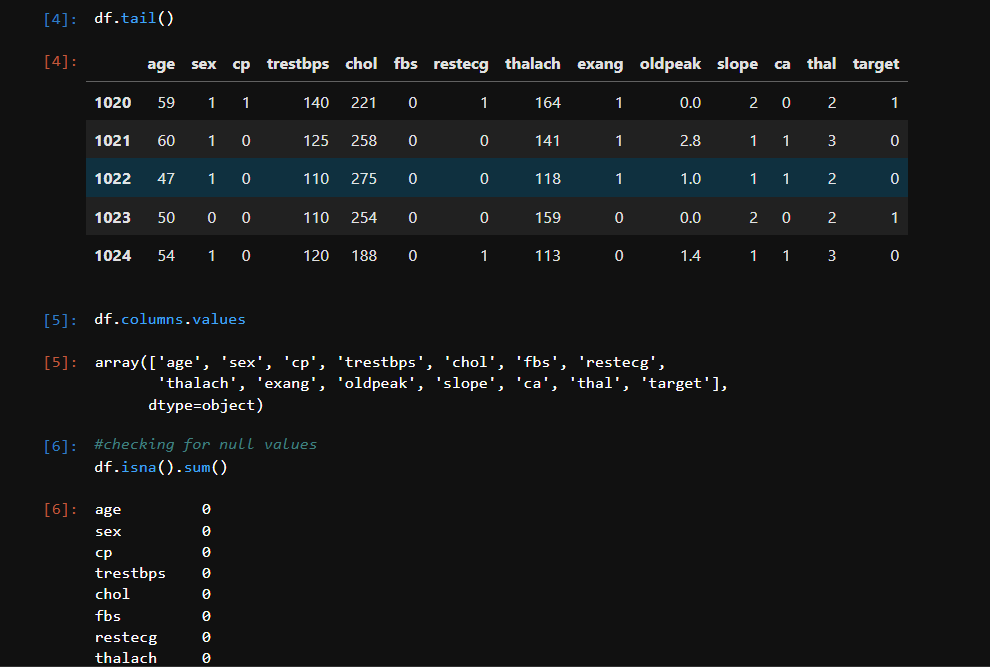 [4]: df.tail()
[4]: age sex cp trestbps chol fbs restecg thalach exang oldpeak slope ca thal target
1020 59 1 1 140 221 0 1 164 1 0.0 2 0 2 1
1021 60 1 0 125 258 0 0 141 1 2.8 1 1 3 0
1022 47 1 0 110 275 0 0 118 1 1.0 1 1 2 0
1023 50 0 0 110 254 0 0 159 0 0.0 2 0 2 1
1024 54 1 0 120 188 0 1 113 0 1.4 1 1 3 0
[5]: df.columns.values
[5]: array(['age', 'sex', 'cp', 'trestbps', 'chol', 'fbs', 'restecg',
'thalach', 'exang', 'oldpeak', 'slope', 'ca', 'thal', 'target'],
dtype=object)
[6]: #checking for null values
df.isna().sum()
[6]: age 0
sex 0
cp 0
trestbps 0
chol 0
fbs 0
restecg 0
thalach 0